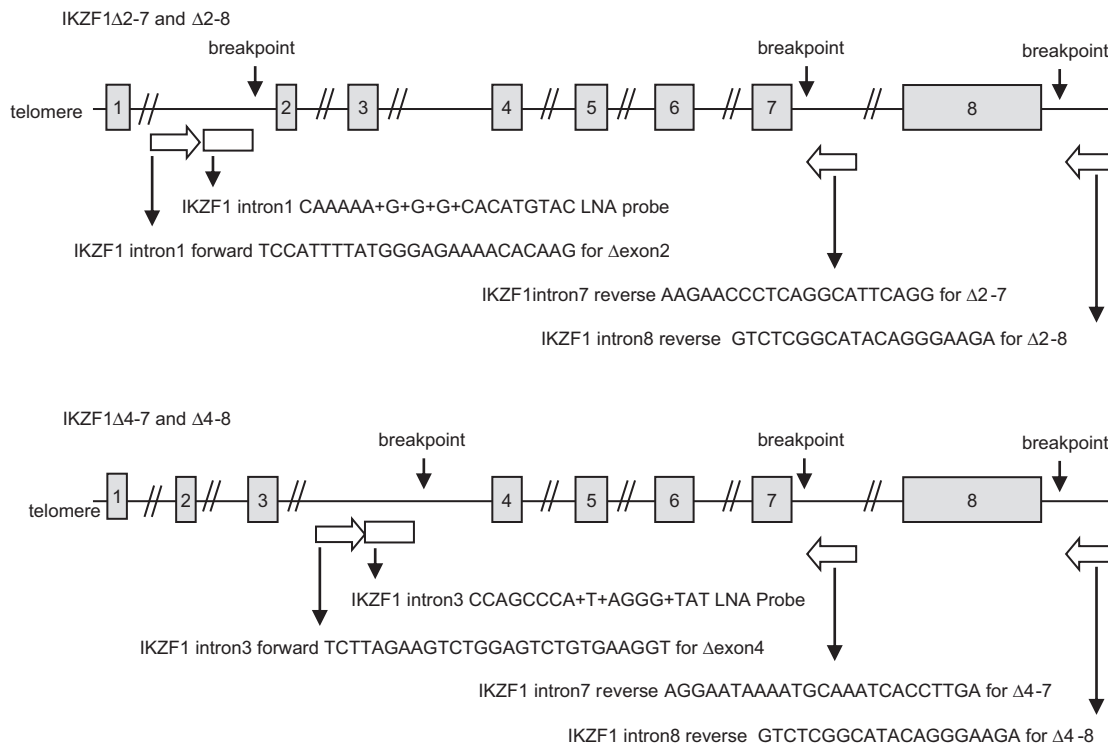 IKZF1Δ2-7 and Δ2-8
breakpoint breakpoint breakpoint
telomere 1 2 3 4 5 6 7 8
IKZF1 intron1 CAAAAA+G+G+G+CACATGTAC LNA probe
IKZF1 intron1 forward TCCATTTTATGGGAGAAAACACAAG for Δexon2
IKZF1intron7 reverse AAGAACCCTCAGGCATTCAGG for Δ2-7
IKZF1 intron8 reverse GTCTCGGCATACAGGGAAGA for Δ2-8
IKZF1Δ4-7 and Δ4-8
breakpoint breakpoint breakpoint
telomere 1 2 3 4 5 6 7 8
IKZF1 intron3 CCAGCCCA+T+AGGG+TAT LNA Probe
IKZF1 intron3 forward TCTTAGAAGTCTGGAGTCTGTGAAGGT for Δexon4
IKZF1 intron7 reverse AGGAATAAAATGCAAATCACCTTGA for Δ4-7
IKZF1 intron8 reverse GTCTCGGCATACAGGGAAGA for Δ4-8